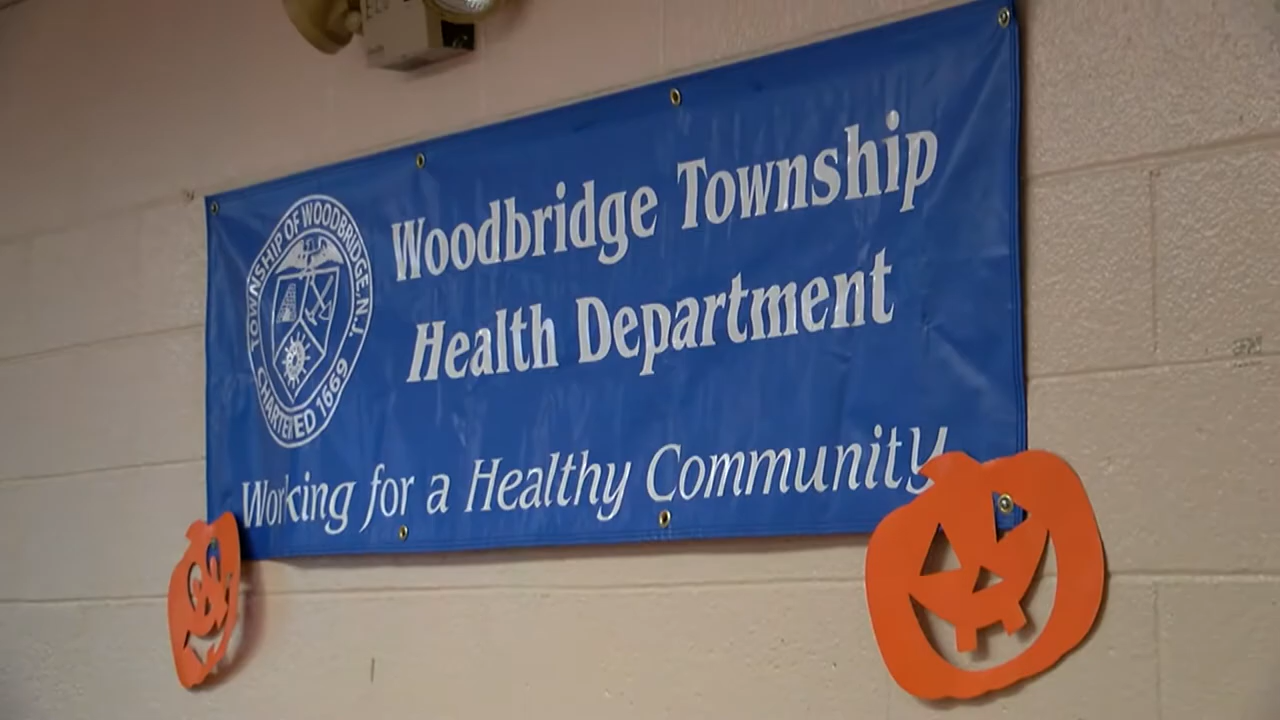 TOWNSHIP OF WOODBRIDGE, N.J.
CHARTERED 1669
Woodbridge Township
Health Department
Working for a Healthy Community